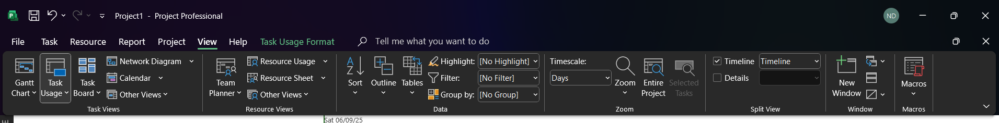 Project1 - Project Professional
ND
File Task Resource Report Project View Help Task Usage Format Tell me what you want to do
Gantt Chart
Task Usage
Task Board
Network Diagram
Calendar
Other Views
Task Views
Team Planner
Resource Usage
Resource Sheet
Other Views
Resource Views
Sort
Outline
Tables
Highlight: [No Highlight]
Filter: [No Filter]
Group by: [No Group]
Data
Timescale:
Days
Zoom
Entire Project
Selected Tasks
Zoom
Timeline Timeline
Details
Split View
New Window
Window
Macros
Macros
Sat 06/09/25